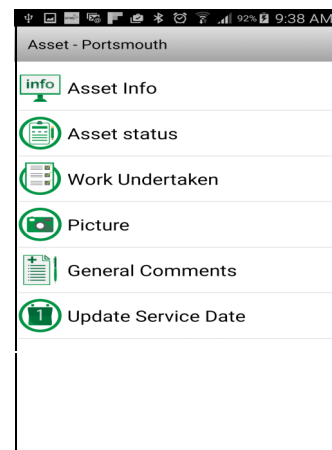 92% 9:38 AM
Asset - Portsmouth
info Asset Info
Asset status
Work Undertaken
Picture
General Comments
1 Update Service Date